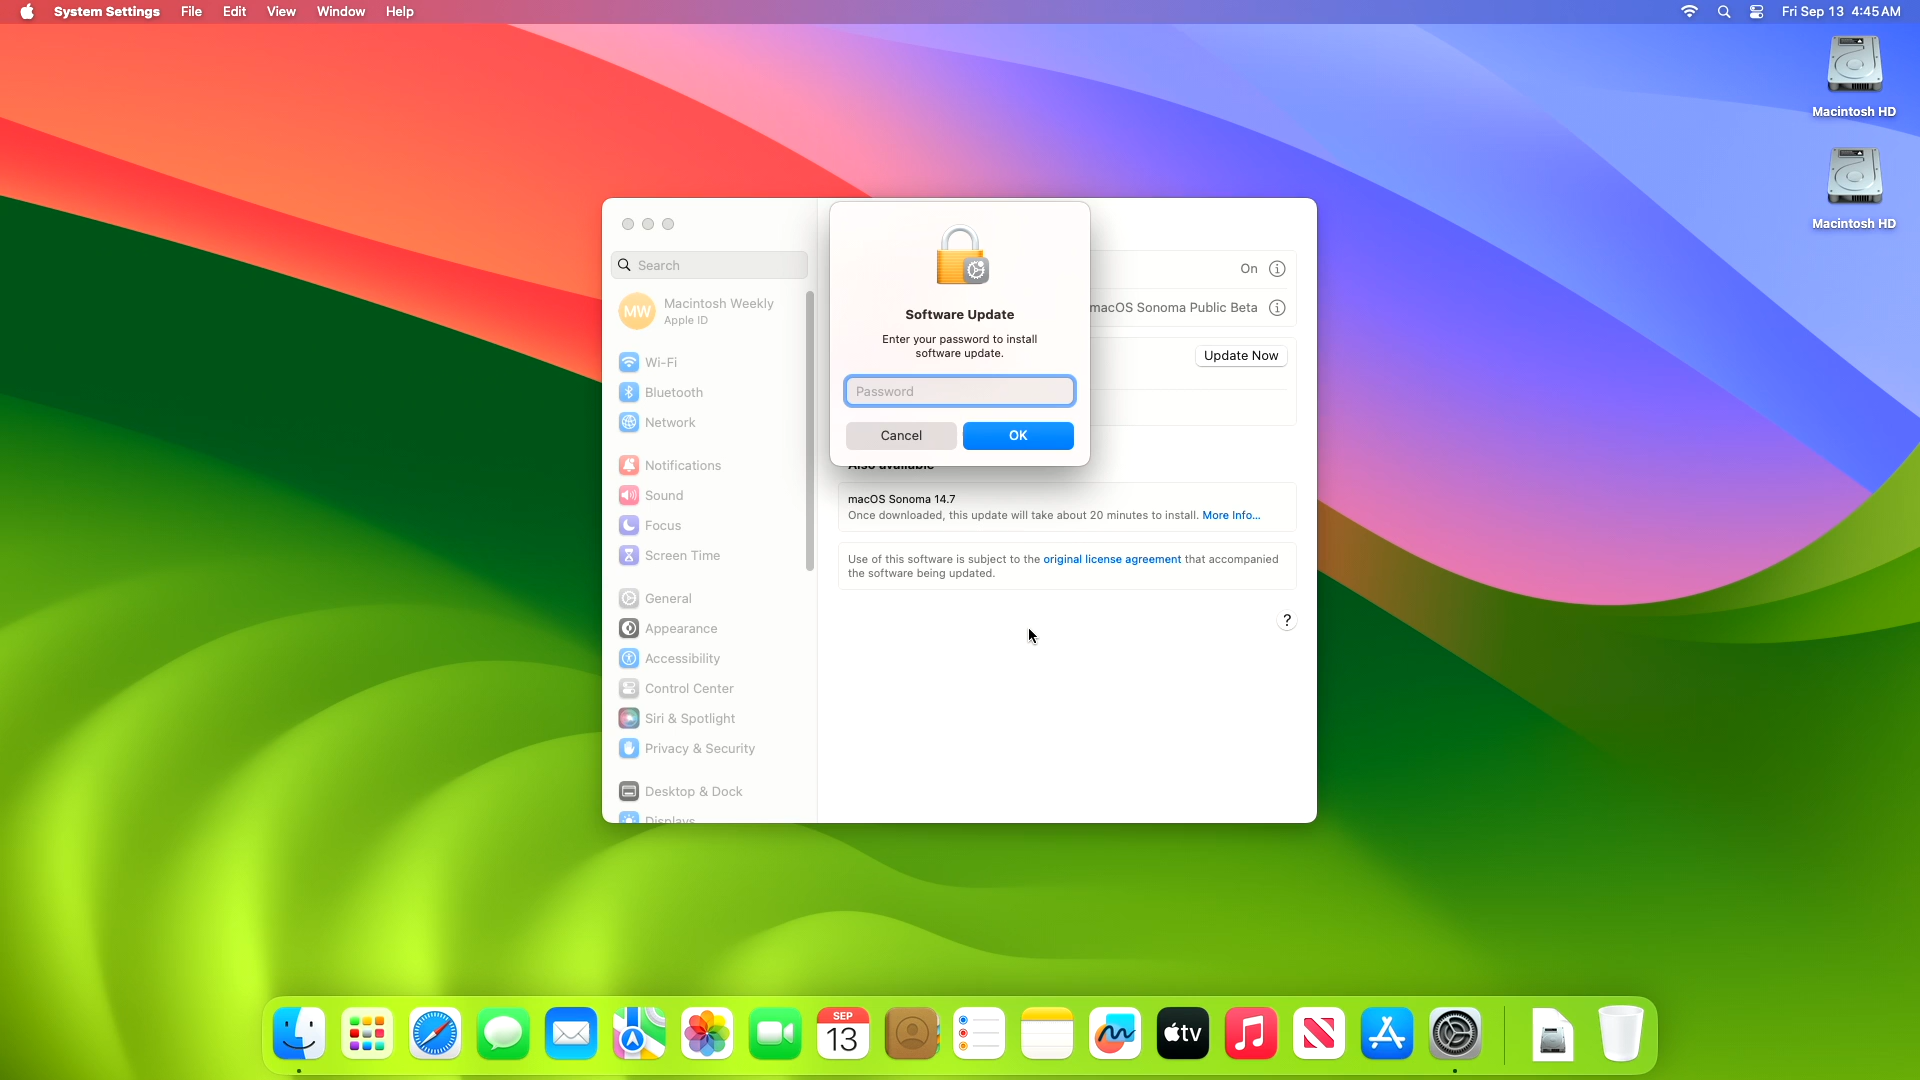 System Settings File Edit View Window Help
Fri Sep 13 4:45 AM
Macintosh HD
Macintosh HD
Search
MW
Macintosh Weekly
Apple ID
Wi-Fi
Bluetooth
Network
Notifications
Sound
Focus
Screen Time
General
Appearance
Accessibility
Control Center
Siri & Spotlight
Privacy & Security
Desktop & Dock
Displays
Software Update
Enter your password to install
software update.
Password
Cancel OK
On
macOS Sonoma Public Beta
Update Now
Also available
macOS Sonoma 14.7
Once downloaded, this update will take about 20 minutes to install. More Info...
Use of this software is subject to the original license agreement that accompanied
the software being updated.
?
SEP
13
tv